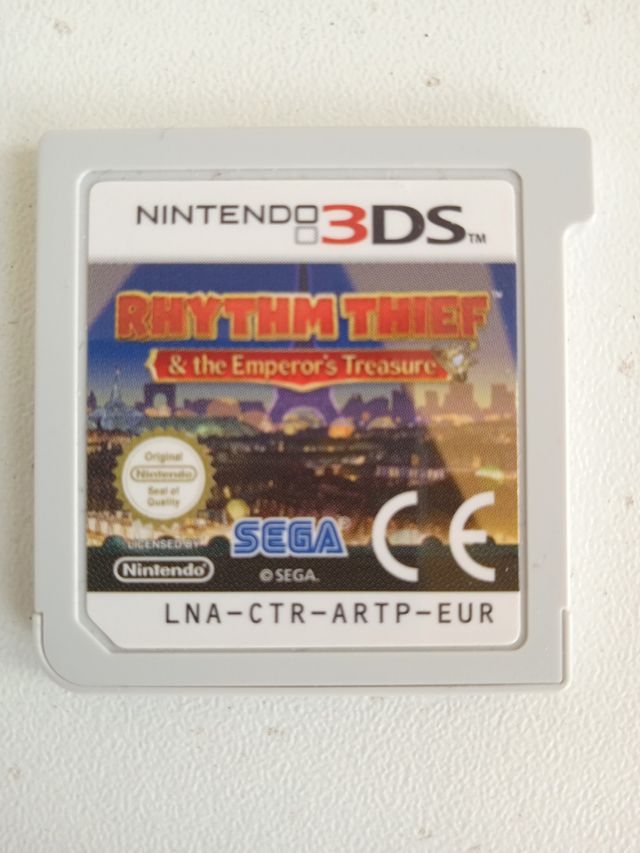 NINTENDO 3DS™
RHYTHM THIEF™
& the Emperor's Treasure
Original
Nintendo
Seal of
Quality
LICENSED BY
Nintendo®
SEGA®
© SEGA.
CE
LNA-CTR-ARTP-EUR